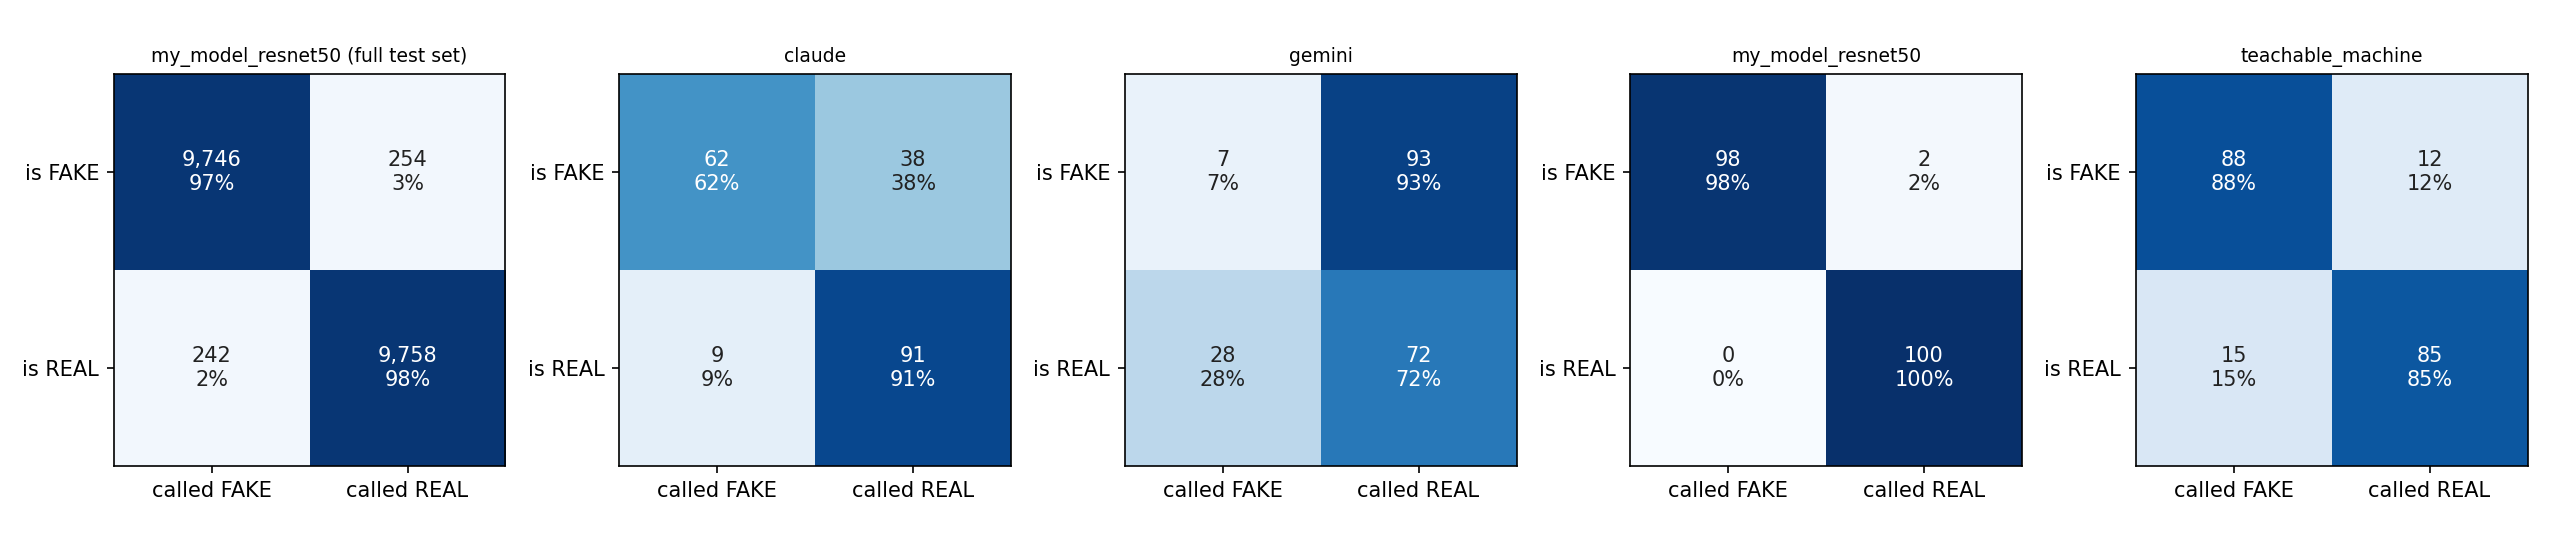 my_model_resnet50 (full test set)
is FAKE
9,746
97%
254
3%
is REAL
242
2%
9,758
98%
called FAKE
called REAL
claude
is FAKE
62
62%
38
38%
is REAL
9
9%
91
91%
called FAKE
called REAL
gemini
is FAKE
7
7%
93
93%
is REAL
28
28%
72
72%
called FAKE
called REAL
my_model_resnet50
is FAKE
98
98%
2
2%
is REAL
0
0%
100
100%
called FAKE
called REAL
teachable_machine
is FAKE
88
88%
12
12%
is REAL
15
15%
85
85%
called FAKE
called REAL